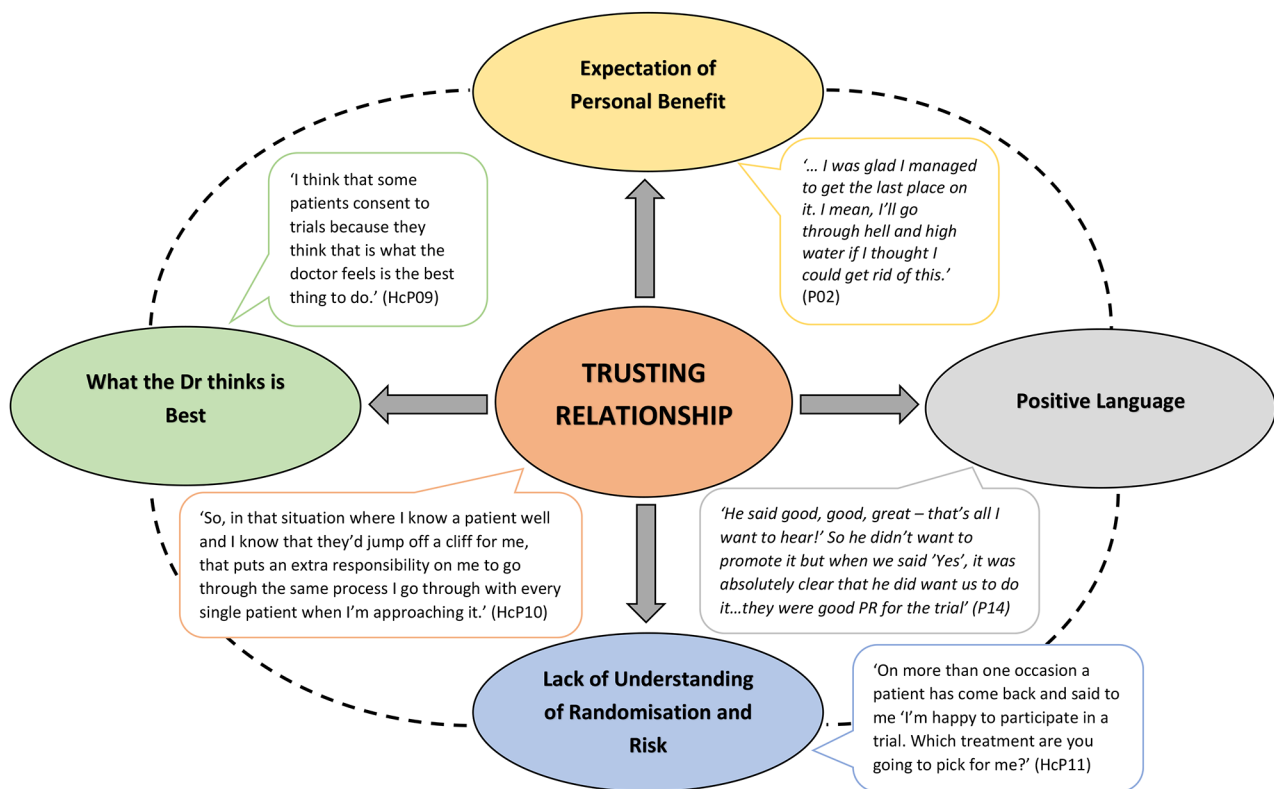 Expectation of
Personal Benefit
‘I think that some
patients consent to
trials because they
think that is what the
doctor feels is the best
thing to do.’ (HcP09)
‘… I was glad I managed
to get the last place on
it. I mean, I’ll go
through hell and high
water if I thought I
could get rid of this.’
(P02)
What the Dr thinks is
Best
TRUSTING
RELATIONSHIP
Positive Language
‘So, in that situation where I know a patient well
and I know that they’d jump off a cliff for me,
that puts an extra responsibility on me to go
through the same process I go through with every
single patient when I’m approaching it.’ (HcP10)
‘He said good, good, great – that’s all I
want to hear!’ So he didn’t want to
promote it but when we said ’Yes’, it was
absolutely clear that he did want us to do
it…they were good PR for the trial’ (P14)
Lack of Understanding
of Randomisation and
Risk
‘On more than one occasion a
patient has come back and said to
me ‘I’m happy to participate in a
trial. Which treatment are you
going to pick for me?’ (HcP11)